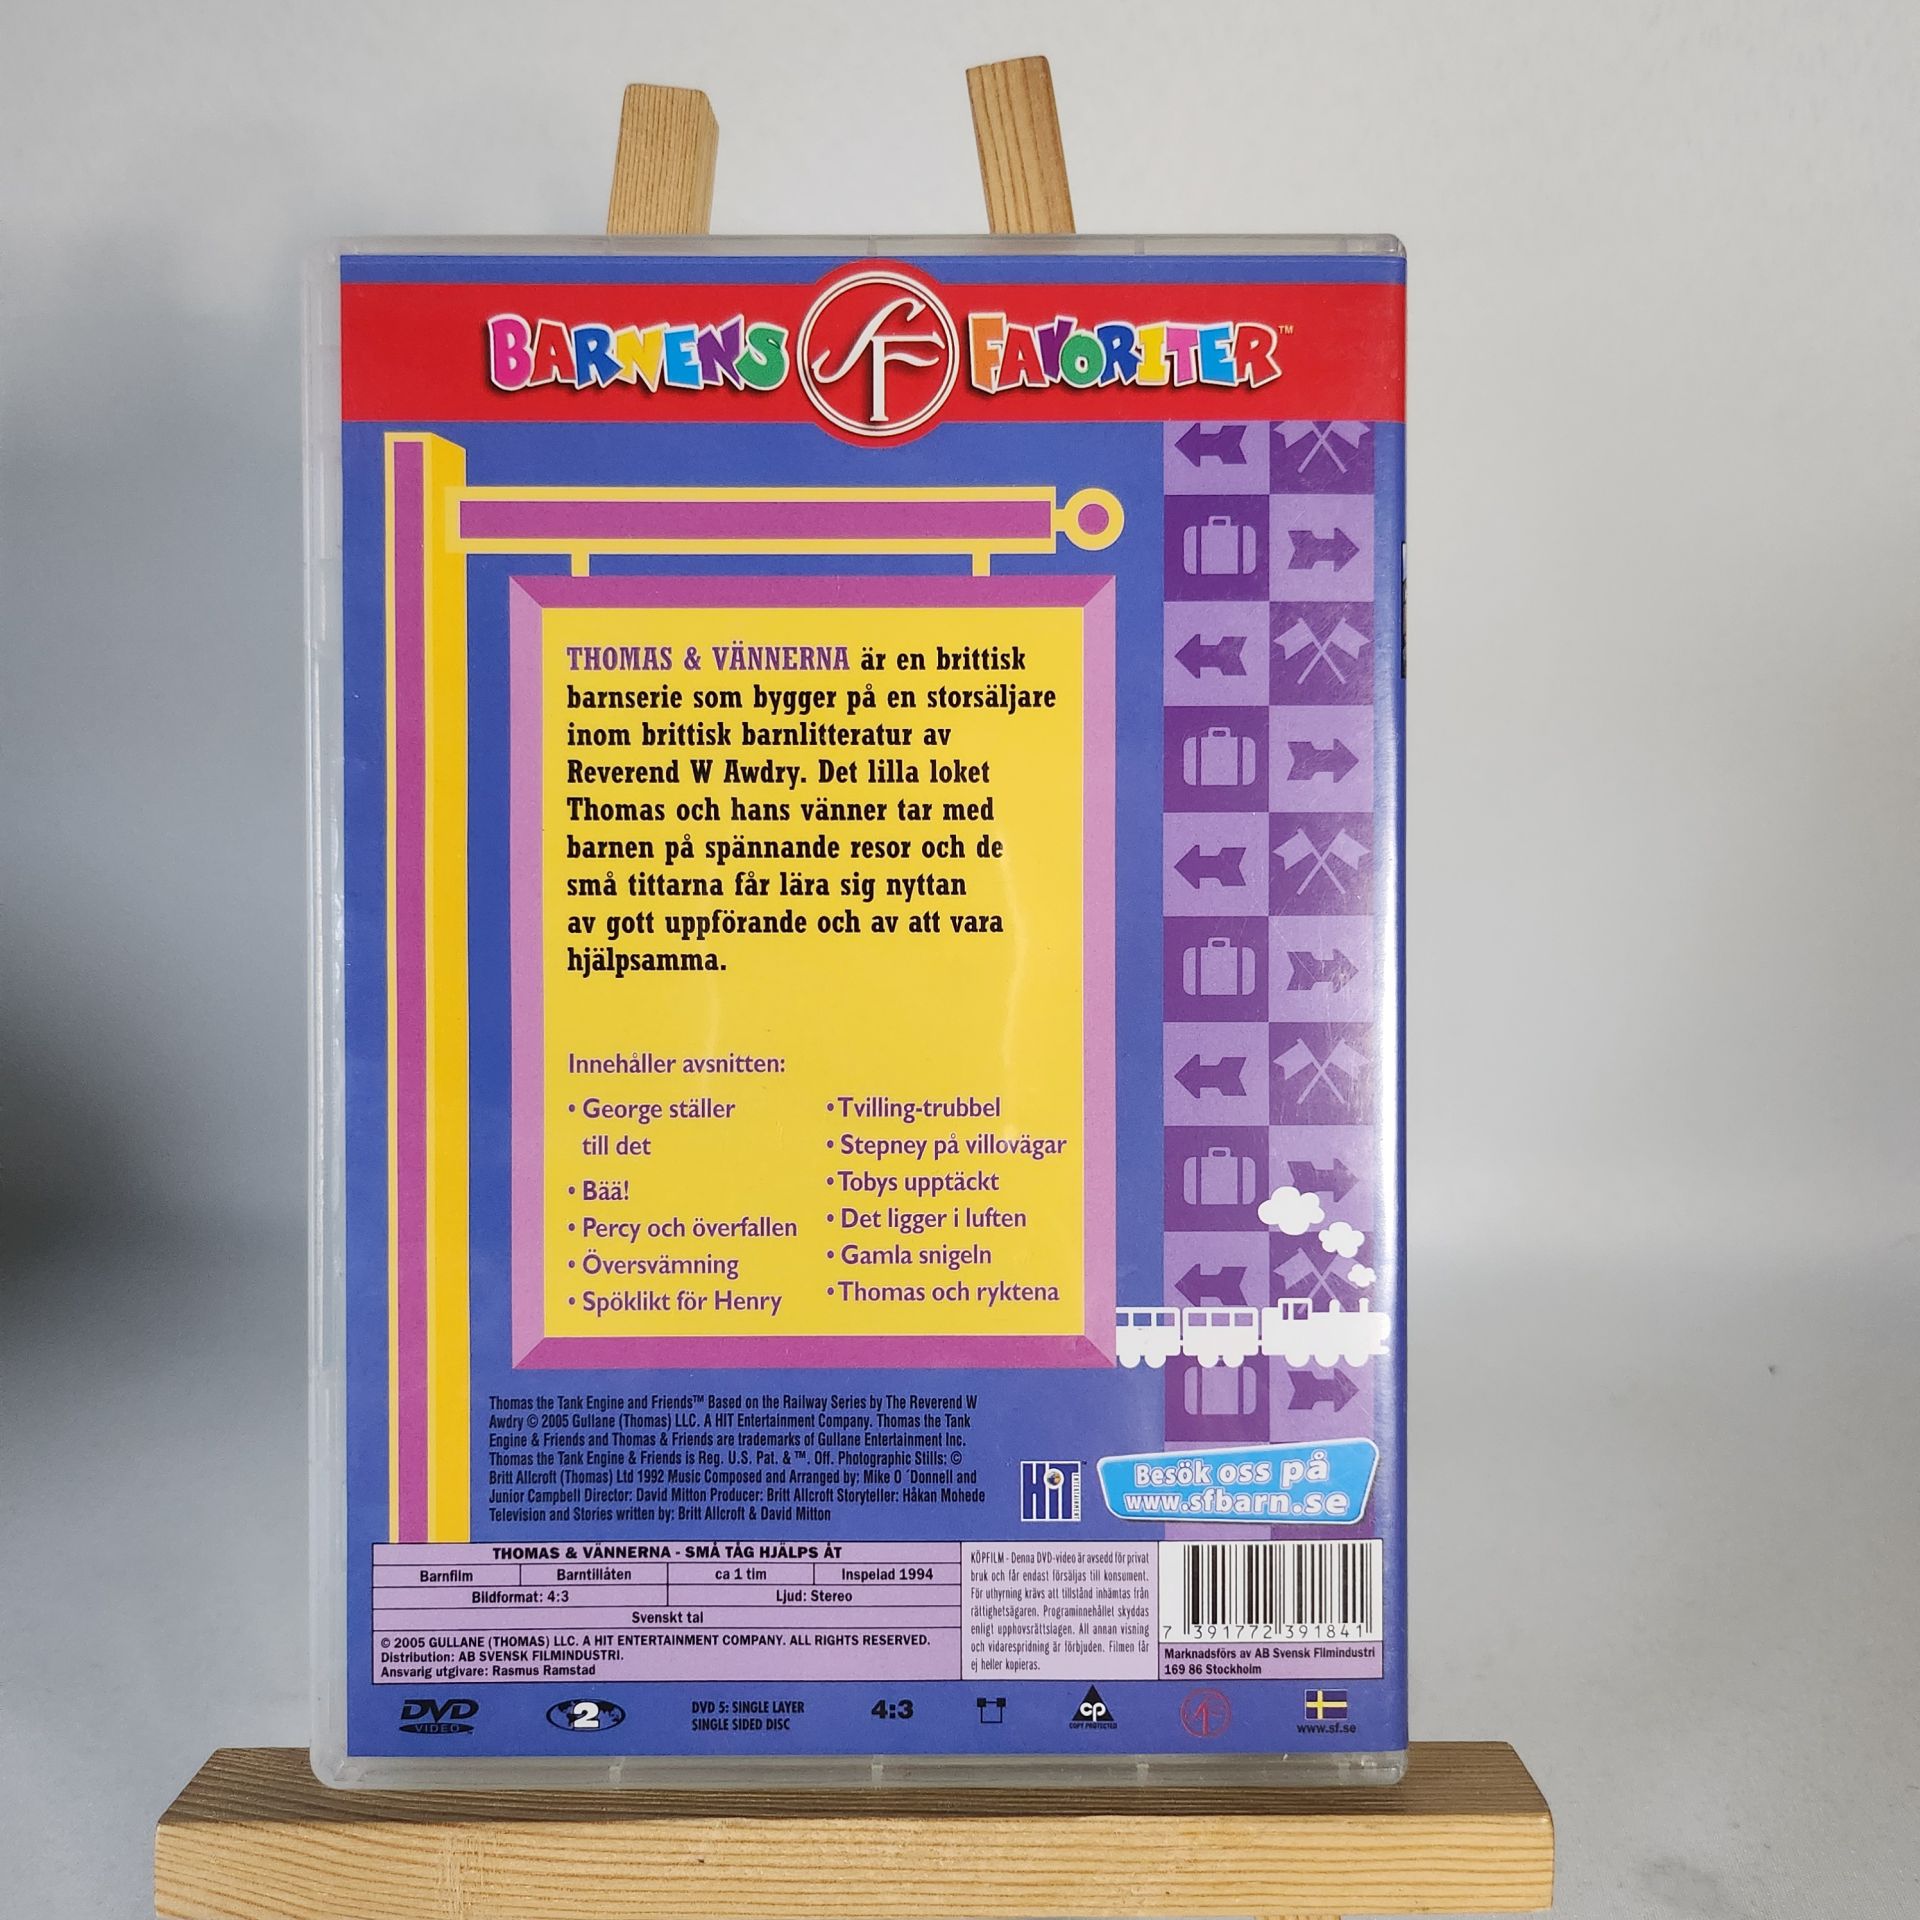 BARNENS SF FAVORITER™
THOMAS & VÄNNERNA är en brittisk
barnserie som bygger på en storsäljare
inom brittisk barnlitteratur av
Reverend W Awdry. Det lilla loket
Thomas och hans vänner tar med
barnen på spännande resor och de
små tittarna får lära sig nyttan
av gott uppförande och av att vara
hjälpsamma.
Innehåller avsnitten:
• George ställer
till det
• Bää!
• Percy och överfallen
• Översvämning
• Spöklikt för Henry
• Tvilling-trubbel
• Stepney på villovägar
• Tobys upptäckt
• Det ligger i luften
• Gamla snigeln
• Thomas och ryktena
Thomas the Tank Engine and Friends™ Based on the Railway Series by The Reverend W
Awdry © 2005 Gullane (Thomas) LLC. A HIT Entertainment Company. Thomas the Tank
Engine & Friends and Thomas & Friends are trademarks of Gullane Entertainment Inc.
Thomas the Tank Engine & Friends is Reg. U.S. Pat. & ™. Off. Photographic Stills: ©
Britt Allcroft (Thomas) Ltd 1992 Music Composed and Arranged by: Mike O ´Donnell and
Junior Campbell Director: David Mitton Producer: Britt Allcroft Storyteller: Håkan Mohede
Television and Stories written by: Britt Allcroft & David Mitton
HiT ENTERTAINMENT
Besök oss på
www.sfbarn.se
THOMAS & VÄNNERNA - SMÅ TÅG HJÄLPS ÅT
Barnfilm Barntillåten ca 1 tim Inspelad 1994
Bildformat: 4:3 Ljud: Stereo
Svenskt tal
© 2005 GULLANE (THOMAS) LLC. A HIT ENTERTAINMENT COMPANY. ALL RIGHTS RESERVED.
Distribution: AB SVENSK FILMINDUSTRI.
Ansvarig utgivare: Rasmus Ramstad
KÖPFILM - Denna DVD-video är avsedd för privat
bruk och får endast försäljas till konsument.
För uthyrning krävs att tillstånd inhämtas från
rättighetsägaren. Programinnehållet skyddas
enligt upphovsrättslagen. All annan visning
och vidarespridning är förbjuden. Filmen får
ej heller kopieras.
7 391772 391841
Marknadsförs av AB Svensk Filmindustri
169 86 Stockholm
DVD VIDEO
2
DVD 5: SINGLE LAYER
SINGLE SIDED DISC
4:3
CP
COPY PROTECTED
SF
www.sf.se